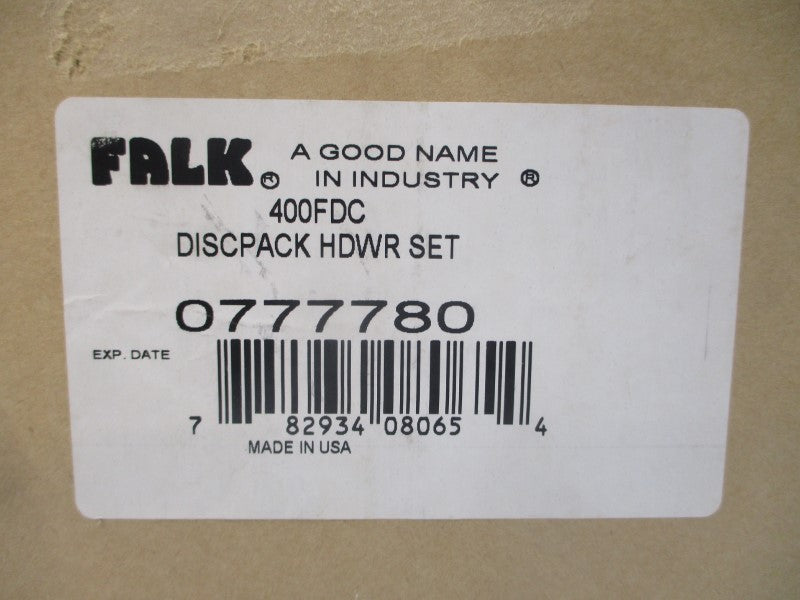 FALK® A GOOD NAME
IN INDUSTRY ®
400FDC
DISCPACK HDWR SET
0777780
EXP. DATE
7 82934 08065 4
MADE IN USA